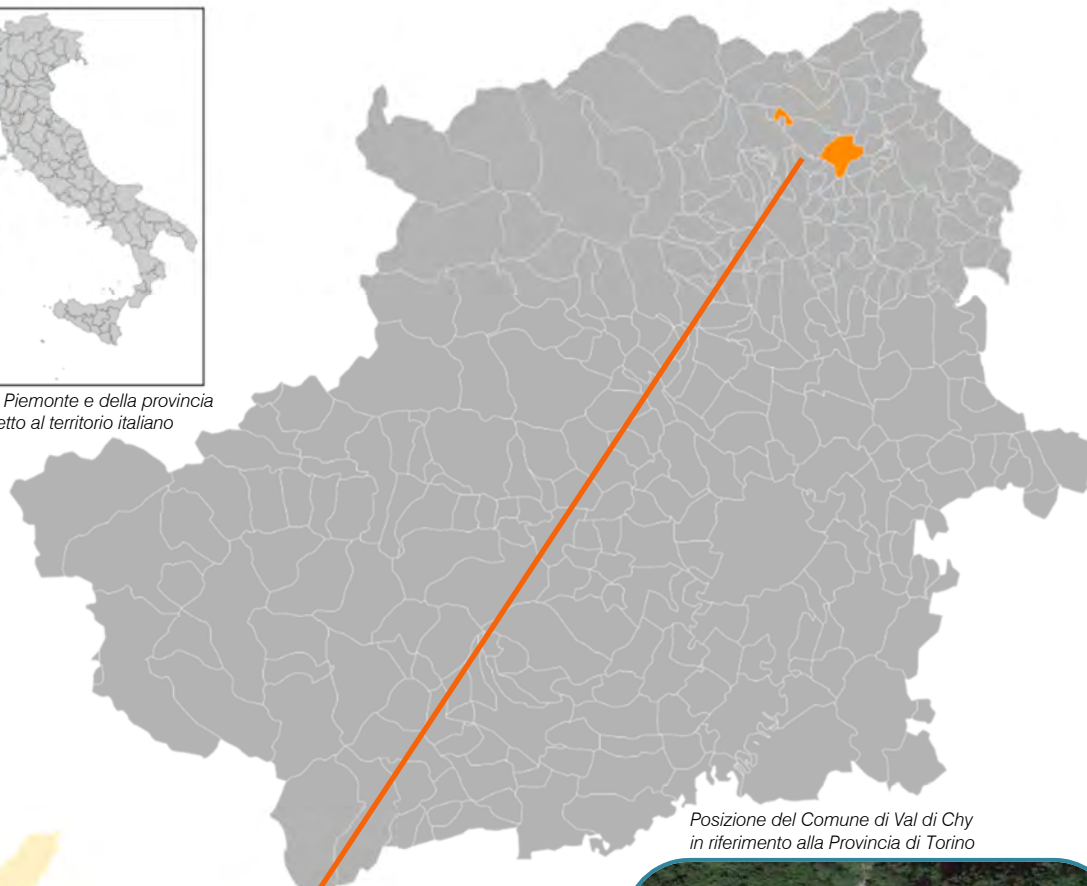 Piemonte e della provincia
etto al territorio italiano
Posizione del Comune di Val di Chy
in riferimento alla Provincia di Torino